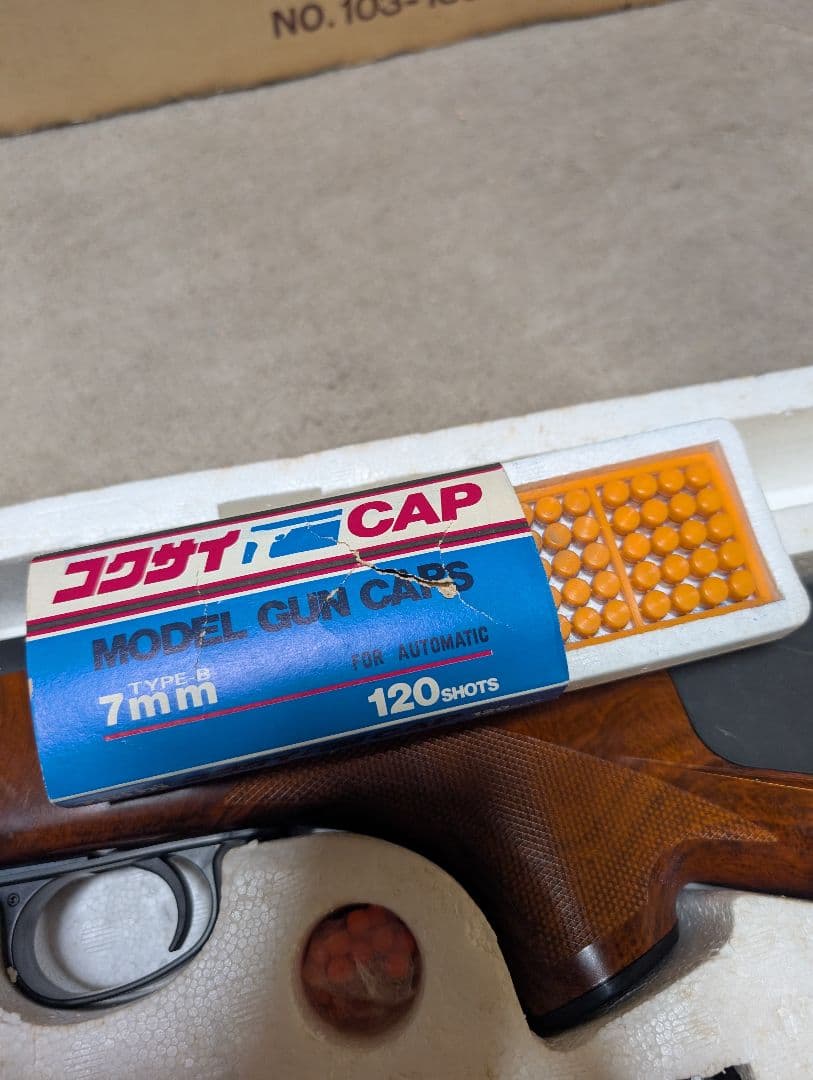 NO. 103-
コクサイ CAP
MODEL GUN CAPS
FOR AUTOMATIC
TYPE-B
7mm
120 SHOTS